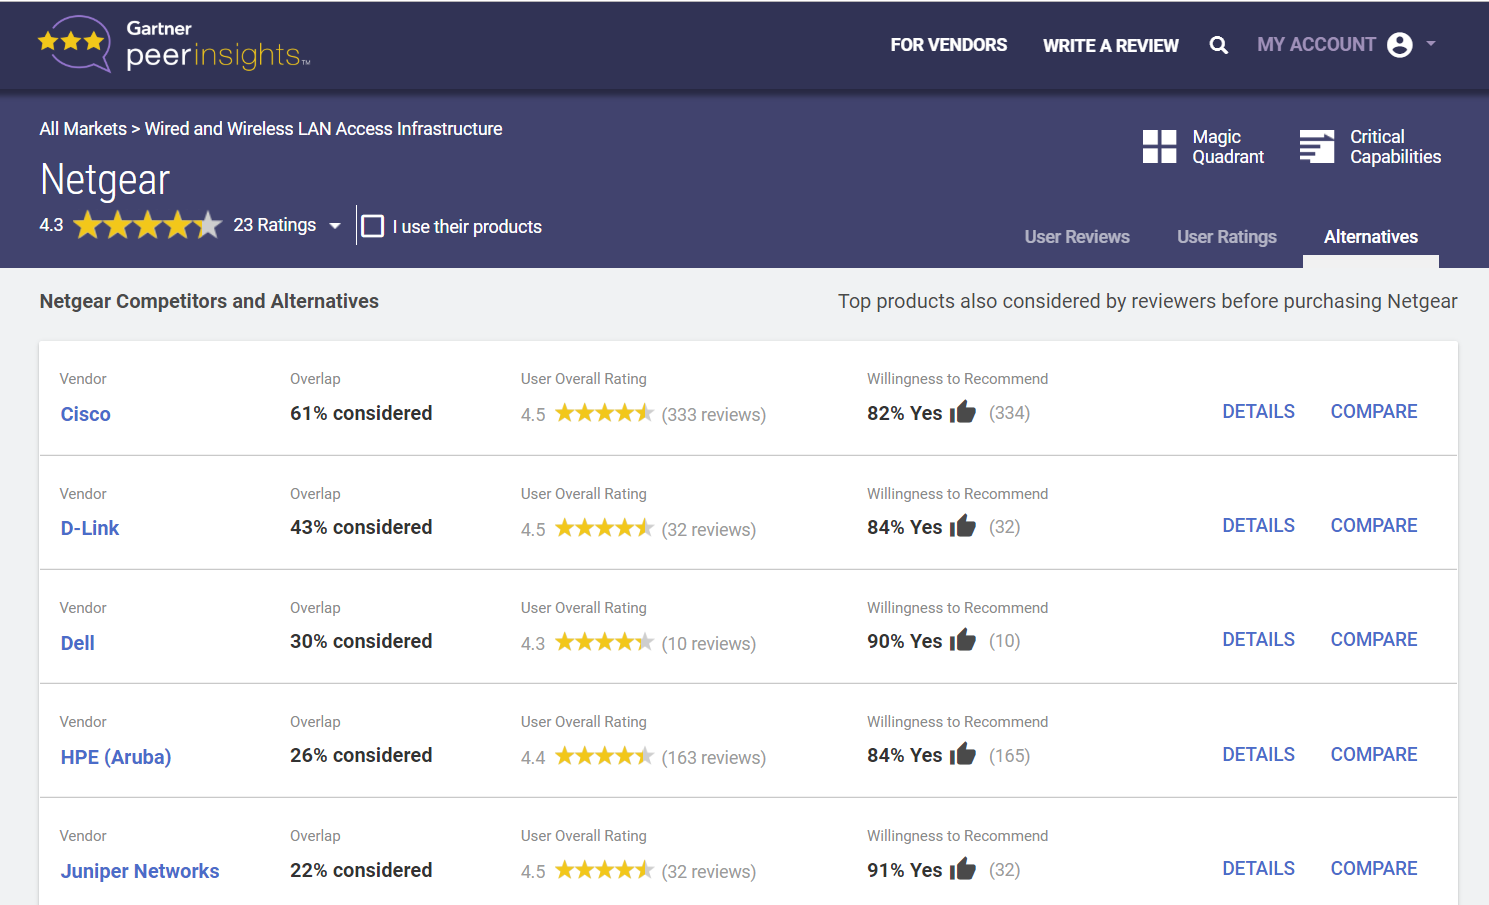 Gartner
peerinsights™
FOR VENDORS WRITE A REVIEW MY ACCOUNT
All Markets > Wired and Wireless LAN Access Infrastructure
Magic Quadrant
Critical Capabilities
Netgear
4.3 23 Ratings I use their products
User Reviews User Ratings Alternatives
Netgear Competitors and Alternatives Top products also considered by reviewers before purchasing Netgear
Vendor Overlap User Overall Rating Willingness to Recommend
Cisco 61% considered 4.5 (333 reviews) 82% Yes (334) DETAILS COMPARE
Vendor Overlap User Overall Rating Willingness to Recommend
D-Link 43% considered 4.5 (32 reviews) 84% Yes (32) DETAILS COMPARE
Vendor Overlap User Overall Rating Willingness to Recommend
Dell 30% considered 4.3 (10 reviews) 90% Yes (10) DETAILS COMPARE
Vendor Overlap User Overall Rating Willingness to Recommend
HPE (Aruba) 26% considered 4.4 (163 reviews) 84% Yes (165) DETAILS COMPARE
Vendor Overlap User Overall Rating Willingness to Recommend
Juniper Networks 22% considered 4.5 (32 reviews) 91% Yes (32) DETAILS COMPARE